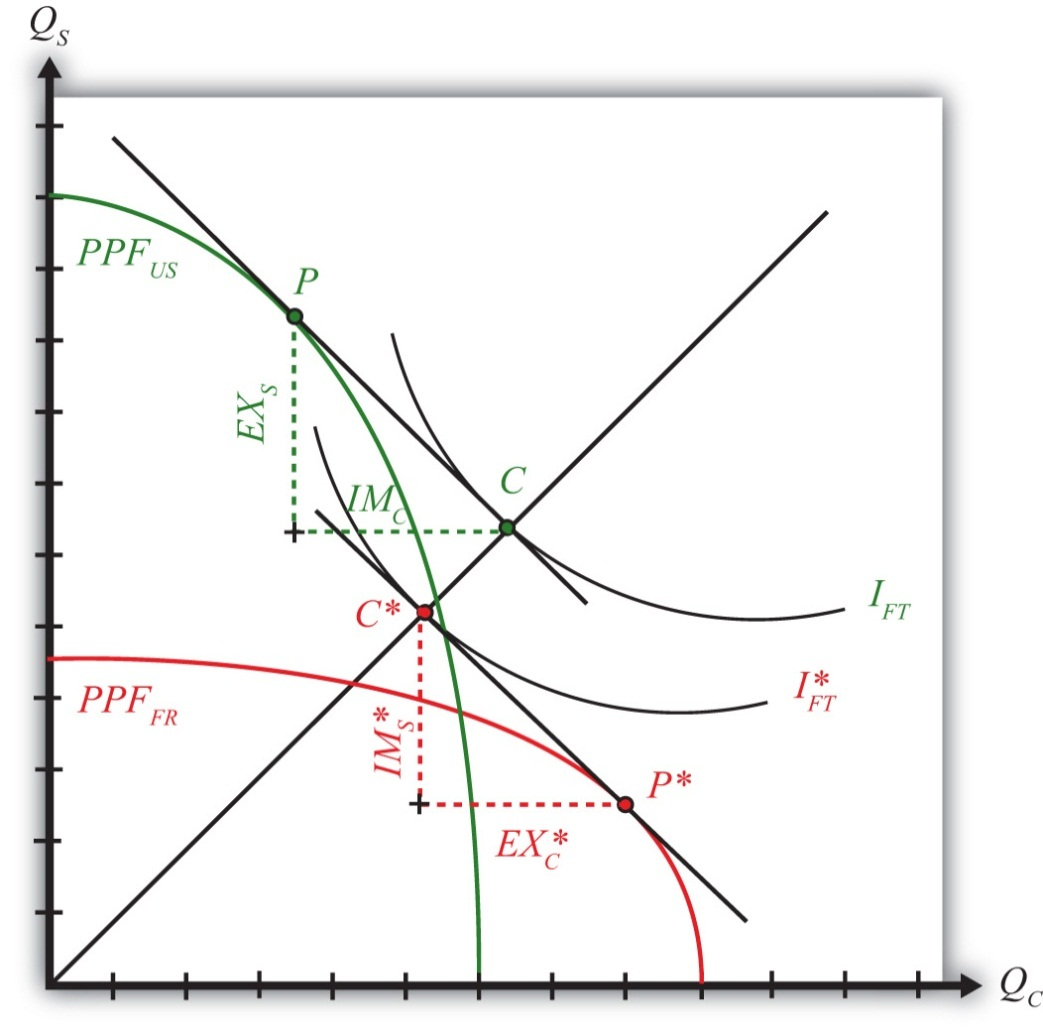 Q_S
PPF_US
P
EX_S
C
IM_C
I_FT
C*
I*_FT
PPF_FR
IM*_S
P*
EX*_C
Q_C